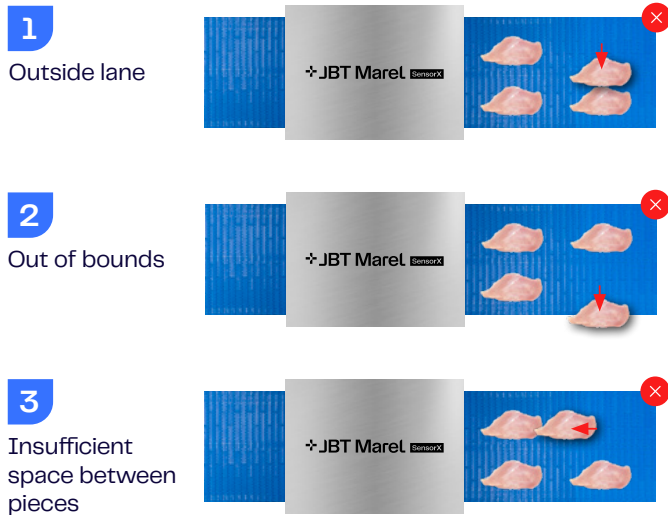 1
Outside lane
JBT Marel SensorX
2
Out of bounds
JBT Marel SensorX
3
Insufficient
space between
pieces
JBT Marel SensorX